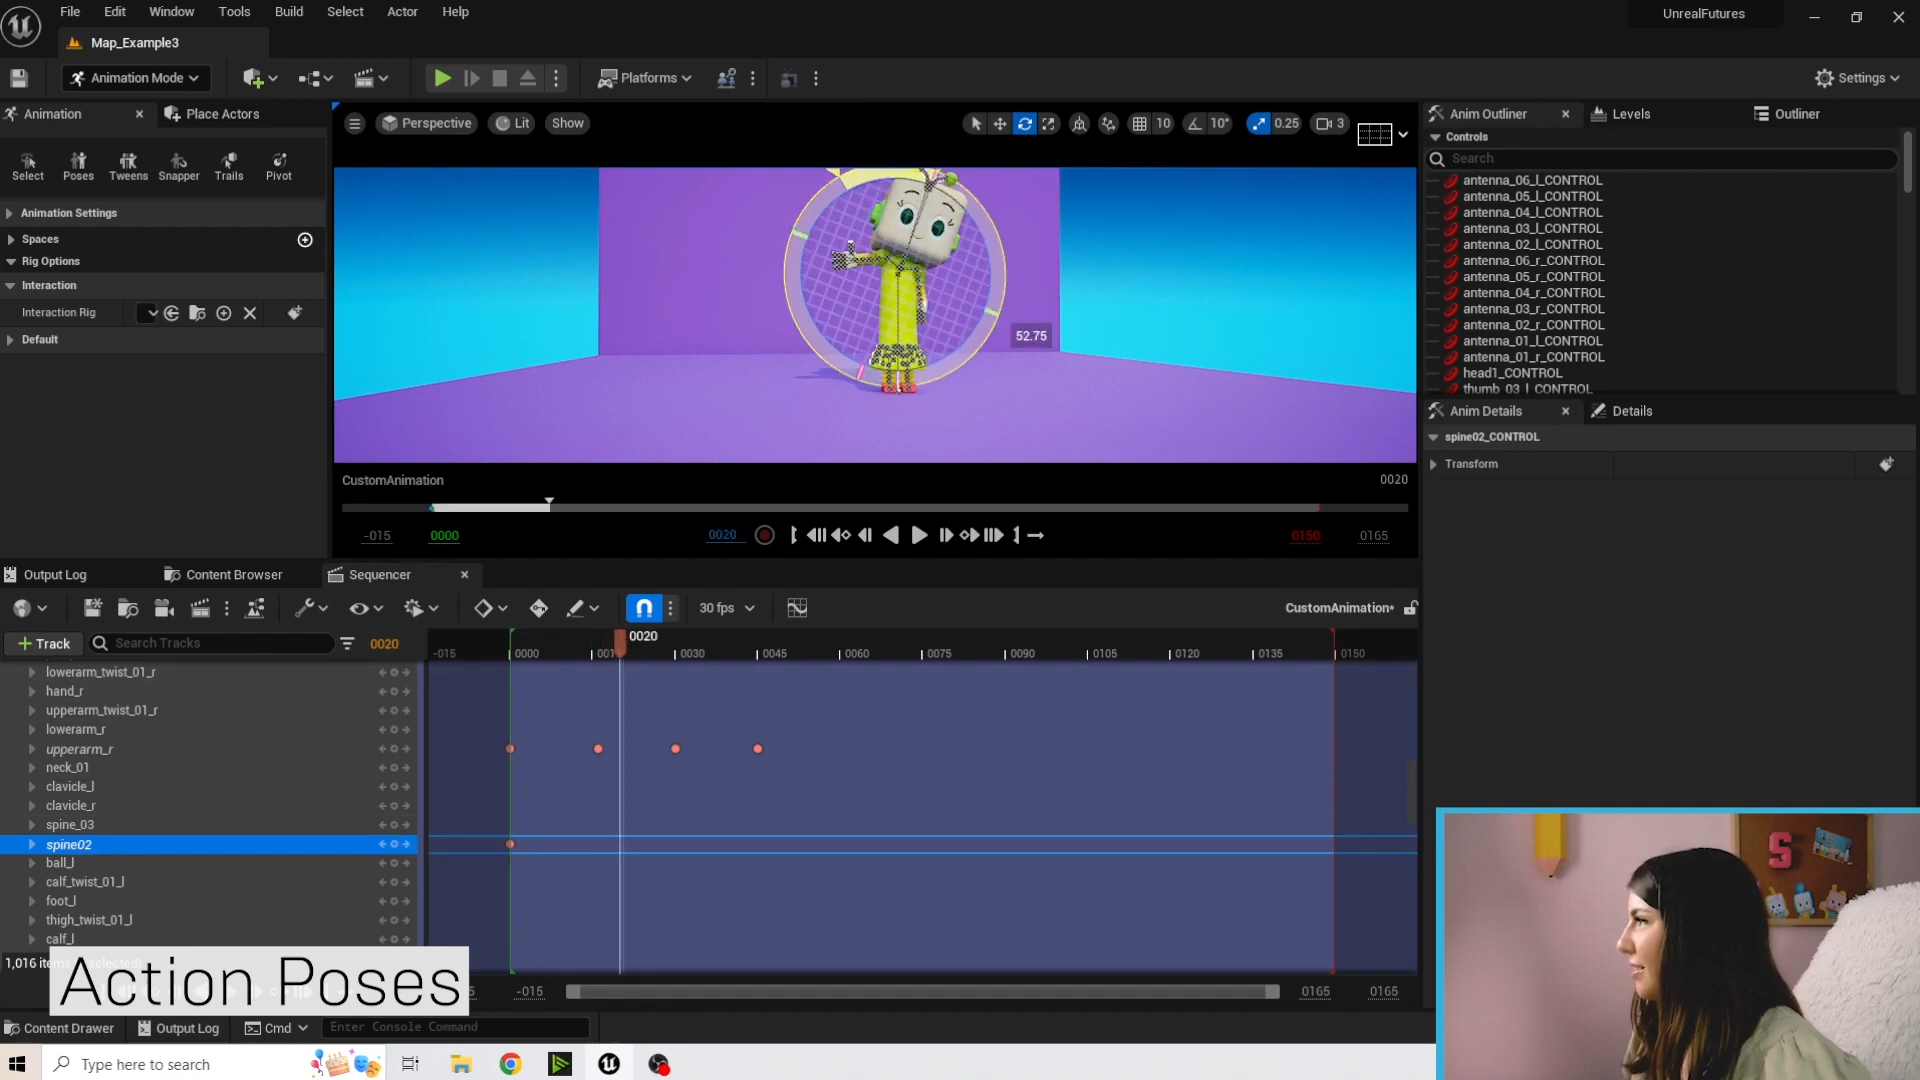 File Edit Window Tools Build Select Actor Help
UnrealFutures
Map_Example3
Animation Mode
Platforms
Settings
Animation
Place Actors
Select Poses Tweens Snapper Trails Pivot
Animation Settings
Spaces
Rig Options
Interaction
Interaction Rig
Default
Perspective Lit Show
10 10° 0.25 3
52.75
CustomAnimation
0020
-015 0000 0020 0150 0165
Anim Outliner Levels Outliner
Controls
Search
antenna_06_l_CONTROL
antenna_05_l_CONTROL
antenna_04_l_CONTROL
antenna_03_l_CONTROL
antenna_02_l_CONTROL
antenna_06_r_CONTROL
antenna_05_r_CONTROL
antenna_04_r_CONTROL
antenna_03_r_CONTROL
antenna_02_r_CONTROL
antenna_01_l_CONTROL
antenna_01_r_CONTROL
head1_CONTROL
thumb_03_l_CONTROL
Anim Details Details
spine02_CONTROL
Transform
Output Log Content Browser Sequencer
30 fps
CustomAnimation*
Track
Search Tracks
0020
0020
-015 0000 001 0030 0045 0060 0075 0090 0105 0120 0135 0150
lowerarm_twist_01_r
hand_r
upperarm_twist_01_r
lowerarm_r
upperarm_r
neck_01
clavicle_l
clavicle_r
spine_03
spine02
ball_l
calf_twist_01_l
foot_l
thigh_twist_01_l
calf_l
1,016 items
Action Poses
-015 0165 0165
Content Drawer Output Log Cmd Enter Console Command
Type here to search
S